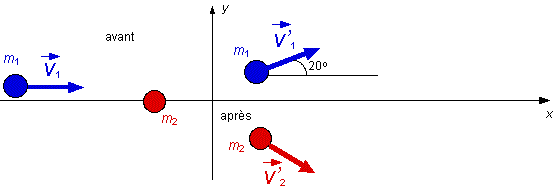 y
avant
v'₁
m₁
m₁
v₁
20°
x
m₂
après
m₂
v'₂